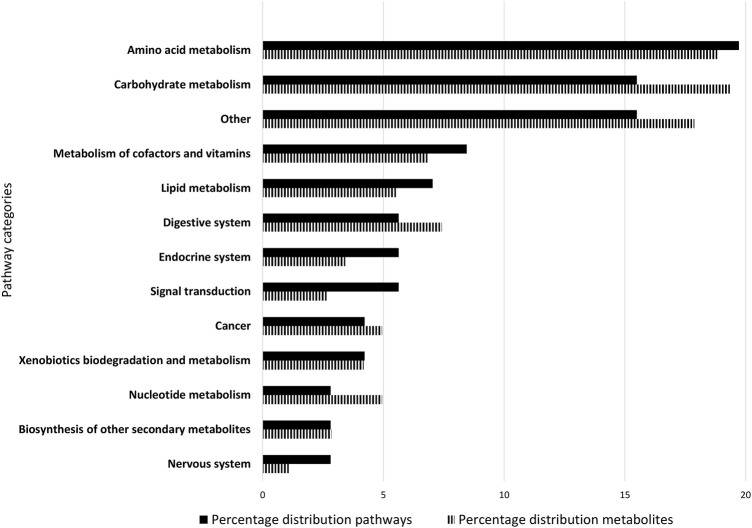 Pathway categories
Amino acid metabolism
Carbohydrate metabolism
Other
Metabolism of cofactors and vitamins
Lipid metabolism
Digestive system
Endocrine system
Signal transduction
Cancer
Xenobiotics biodegradation and metabolism
Nucleotide metabolism
Biosynthesis of other secondary metabolites
Nervous system
0 5 10 15 20
Percentage distribution pathways Percentage distribution metabolites